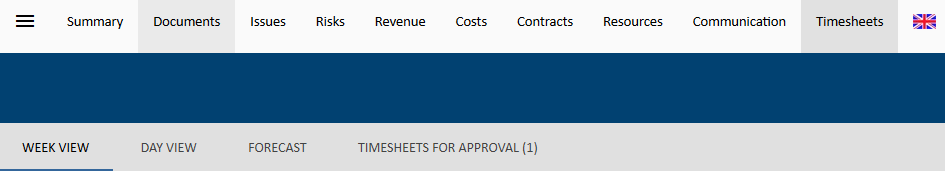 Summary Documents Issues Risks Revenue Costs Contracts Resources Communication Timesheets
WEEK VIEW DAY VIEW FORECAST TIMESHEETS FOR APPROVAL (1)